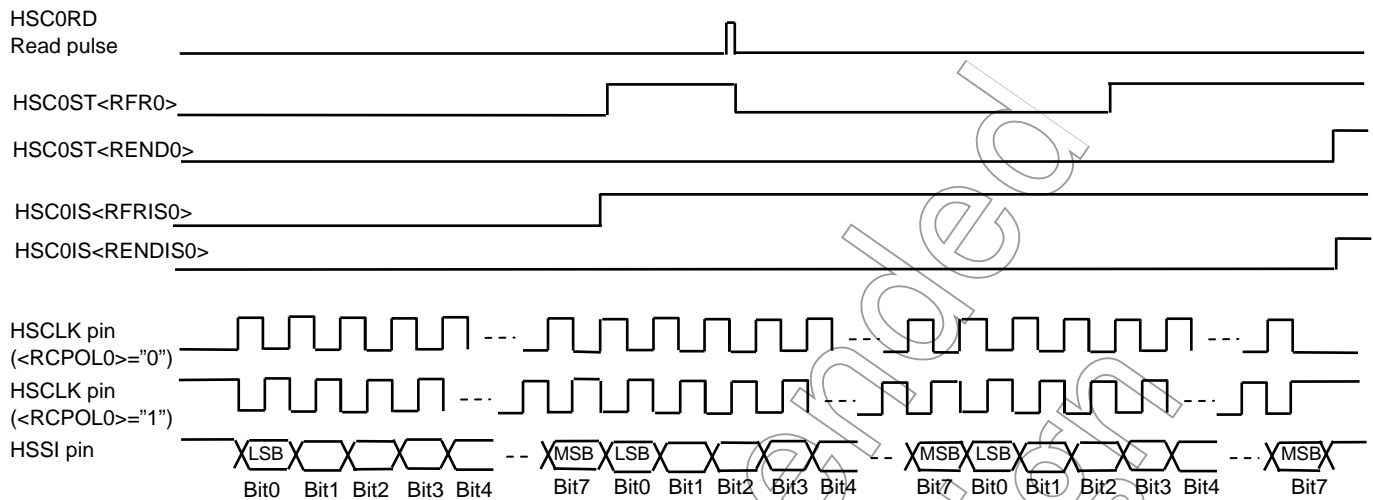 HSC0RD
Read pulse
HSC0ST<RFR0>
HSC0ST<REND0>
HSC0IS<RFRIS0>
HSC0IS<RENDIS0>
HSCLK pin
(<RCPOL0>="0")
HSCLK pin
(<RCPOL0>="1")
HSSI pin
LSB MSB LSB MSB LSB MSB
Bit0 Bit1 Bit2 Bit3 Bit4 Bit7 Bit0 Bit1 Bit2 Bit3 Bit4 Bit7 Bit0 Bit1 Bit2 Bit3 Bit4 Bit7
ended